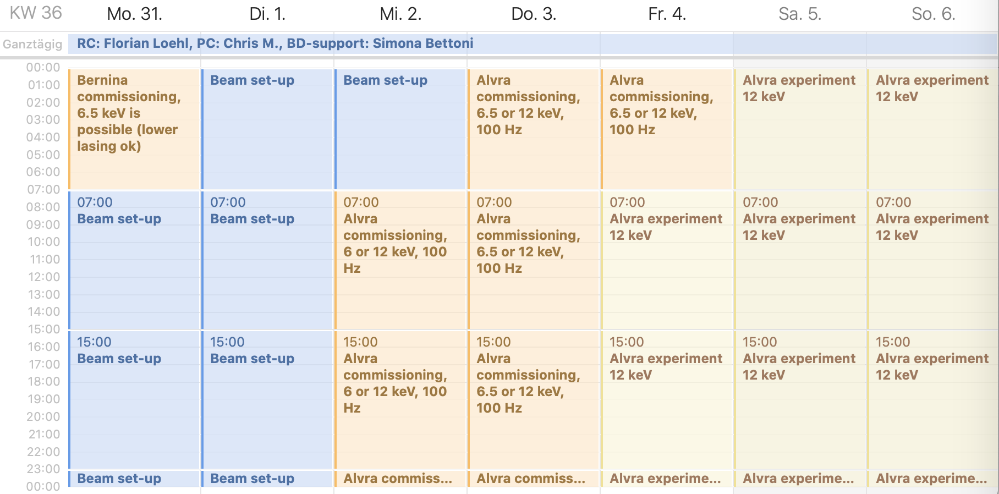 KW 36
Mo. 31.
Di. 1.
Mi. 2.
Do. 3.
Fr. 4.
Sa. 5.
So. 6.
Ganztägig
RC: Florian Loehl, PC: Chris M., BD-support: Simona Bettoni
00:00
01:00
02:00
03:00
04:00
05:00
06:00
07:00
08:00
09:00
10:00
11:00
12:00
13:00
14:00
15:00
16:00
17:00
18:00
19:00
20:00
21:00
22:00
23:00
00:00
Bernina
commissioning,
6.5 keV is
possible (lower
lasing ok)
07:00
Beam set-up
15:00
Beam set-up
Beam set-up
Beam set-up
07:00
Beam set-up
15:00
Beam set-up
Beam set-up
Beam set-up
07:00
Alvra
commissioning,
6 or 12 keV, 100
Hz
15:00
Alvra
commissioning,
6 or 12 keV, 100
Hz
Alvra commiss...
Alvra
commissioning,
6.5 or 12 keV,
100 Hz
07:00
Alvra
commissioning,
6.5 or 12 keV,
100 Hz
15:00
Alvra
commissioning,
6.5 or 12 keV,
100 Hz
Alvra commiss...
Alvra
commissioning,
6.5 or 12 keV,
100 Hz
07:00
Alvra experiment
12 keV
15:00
Alvra experiment
12 keV
Alvra experime...
Alvra experiment
12 keV
07:00
Alvra experiment
12 keV
15:00
Alvra experiment
12 keV
Alvra experime...
Alvra experiment
12 keV
07:00
Alvra experiment
12 keV
15:00
Alvra experiment
12 keV
Alvra experime...